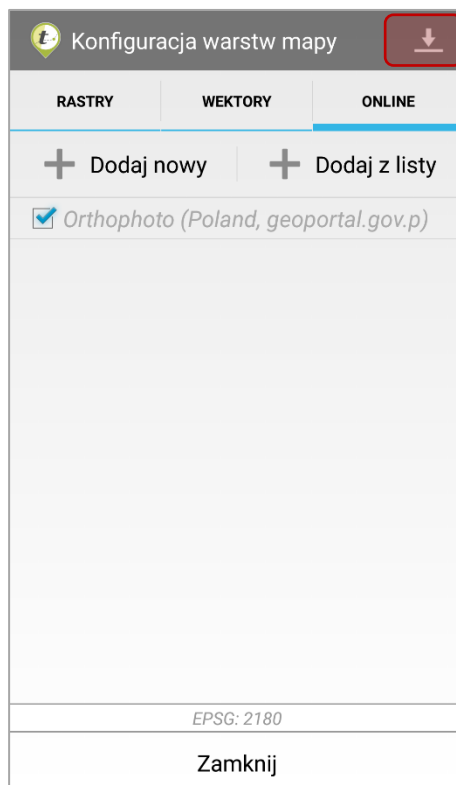 t Konfiguracja warstw mapy
RASTRY WEKTORY ONLINE
Dodaj nowy Dodaj z listy
Orthophoto (Poland, geoportal.gov.p)
EPSG: 2180
Zamknij